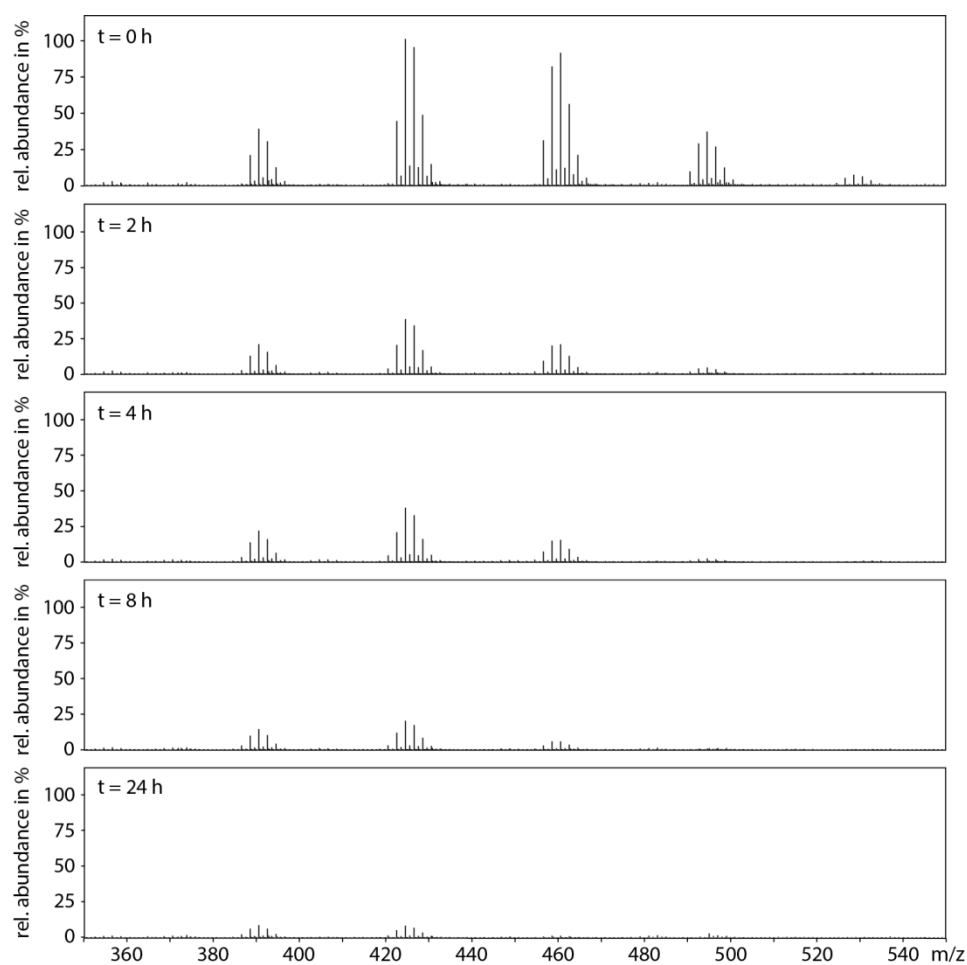 rel. abundance in %
100
75
50
25
0
t = 0 h
rel. abundance in %
100
75
50
25
0
t = 2 h
rel. abundance in %
100
75
50
25
0
t = 4 h
rel. abundance in %
100
75
50
25
0
t = 8 h
rel. abundance in %
100
75
50
25
0
t = 24 h
360 380 400 420 440 460 480 500 520 540 m/z